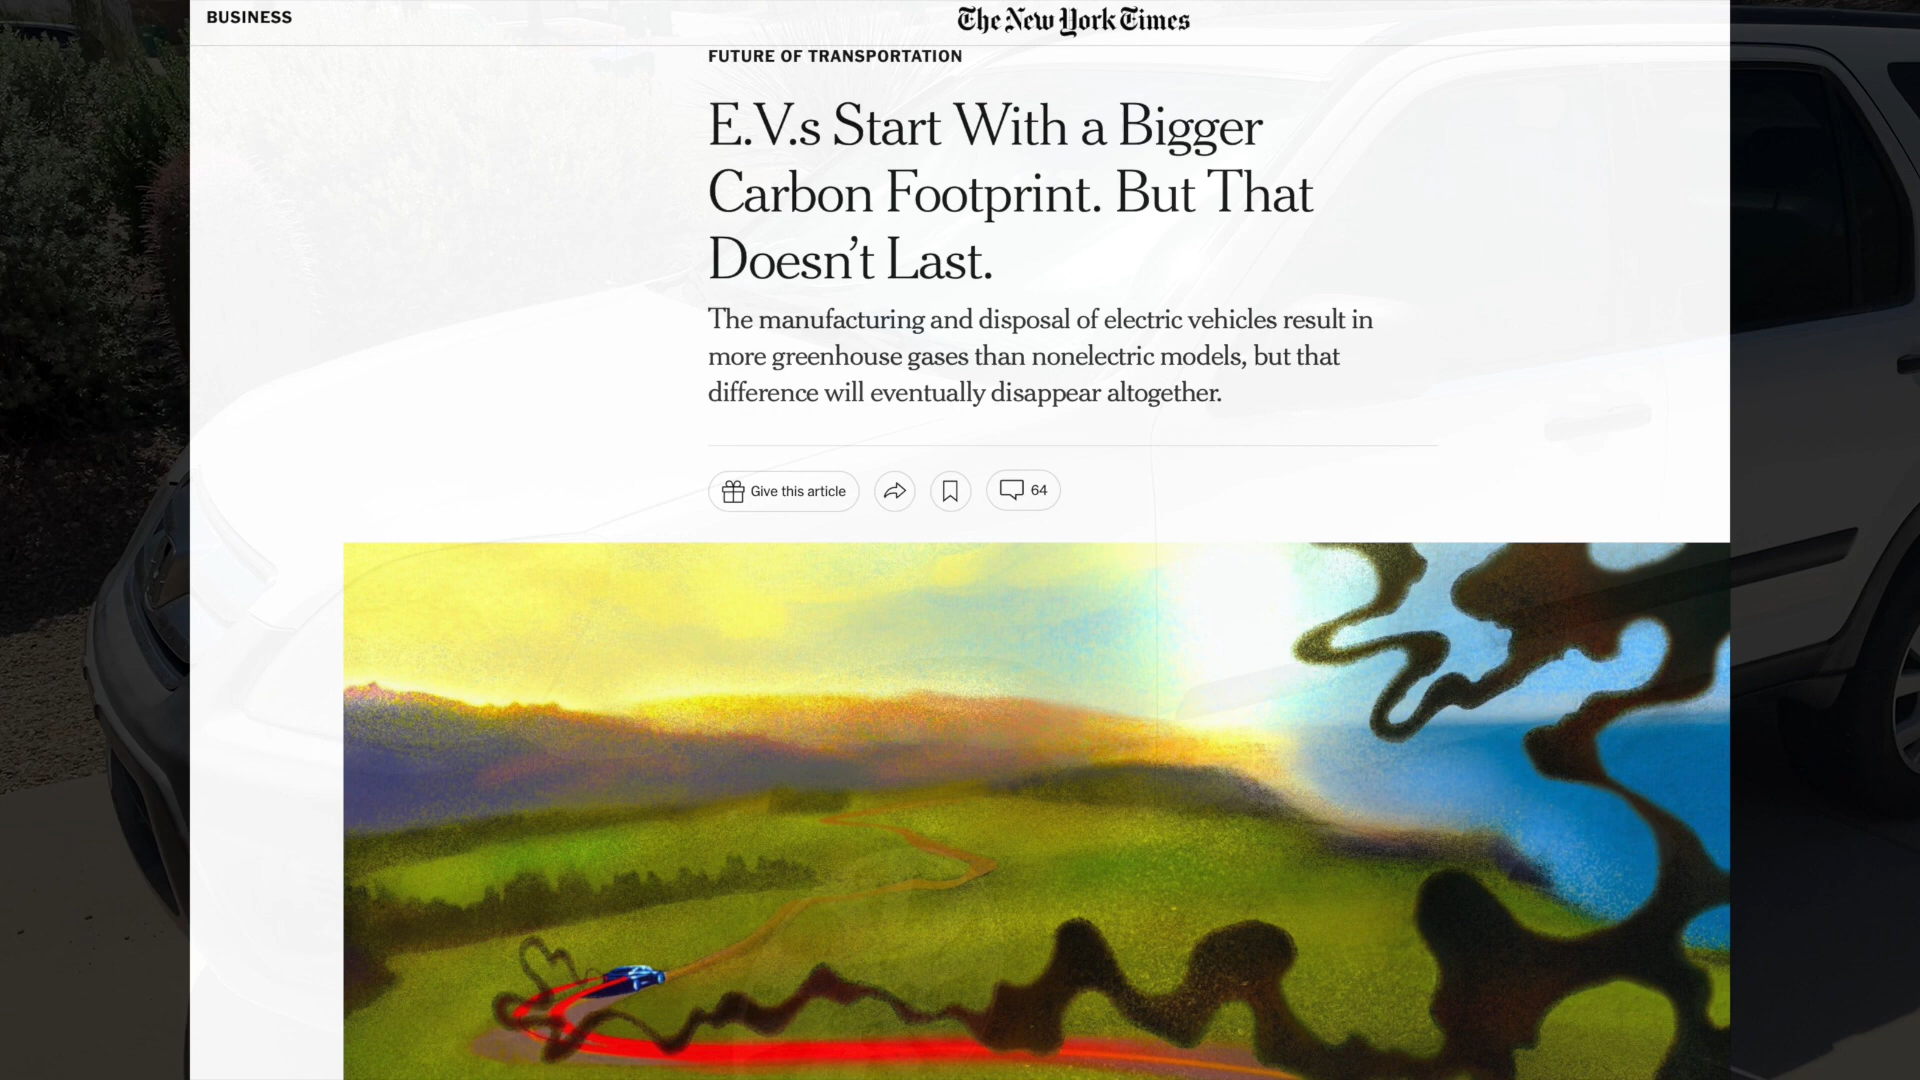 BUSINESS
The New York Times
FUTURE OF TRANSPORTATION
E.V.s Start With a Bigger
Carbon Footprint. But That
Doesn’t Last.
The manufacturing and disposal of electric vehicles result in
more greenhouse gases than nonelectric models, but that
difference will eventually disappear altogether.
Give this article
64